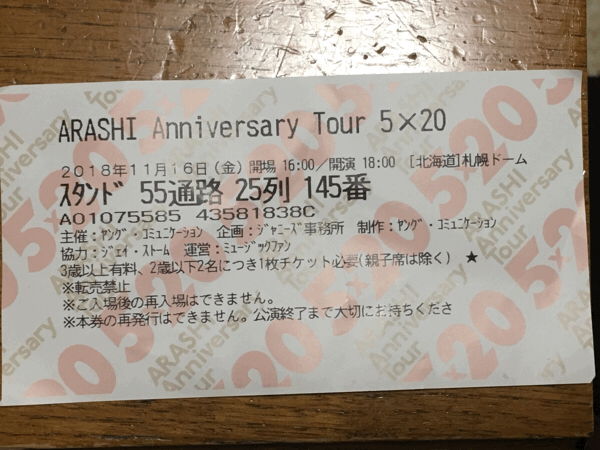 ARASHI Anniversary Tour 5×20
2018年11月16日(金) 開場 16:00/開演 18:00 [北海道]札幌ドーム
ｽﾀﾝﾄﾞ 55通路 25列 145番
A01075585 43581838C
主催:ﾔﾝｸﾞ・ｺﾐｭﾆｹｰｼｮﾝ 企画:ｼﾞｬﾆｰｽﾞ事務所 制作:ﾔﾝｸﾞ・ｺﾐｭﾆｹｰｼｮﾝ
協力:ｼﾞｪｲ・ｽﾄｰﾑ 運営:ﾐｭｰｼﾞｯｸﾌｧﾝ
3歳以上有料、2歳以下2名につき1枚チケット必要(親子席は除く) ★
※転売禁止
※ご入場後の再入場はできません。
※本券の再発行はできません。公演終了まで大切にお持ちくださ
ARASHI
Anniversary
Tour
5×20